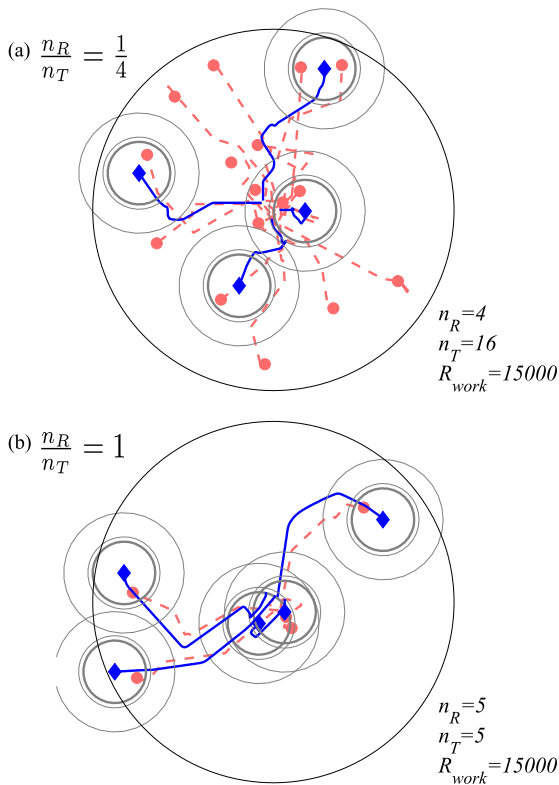 (a) n_R/n_T = 1/4
n_R=4
n_T=16
R_work=15000
(b) n_R/n_T = 1
n_R=5
n_T=5
R_work=15000